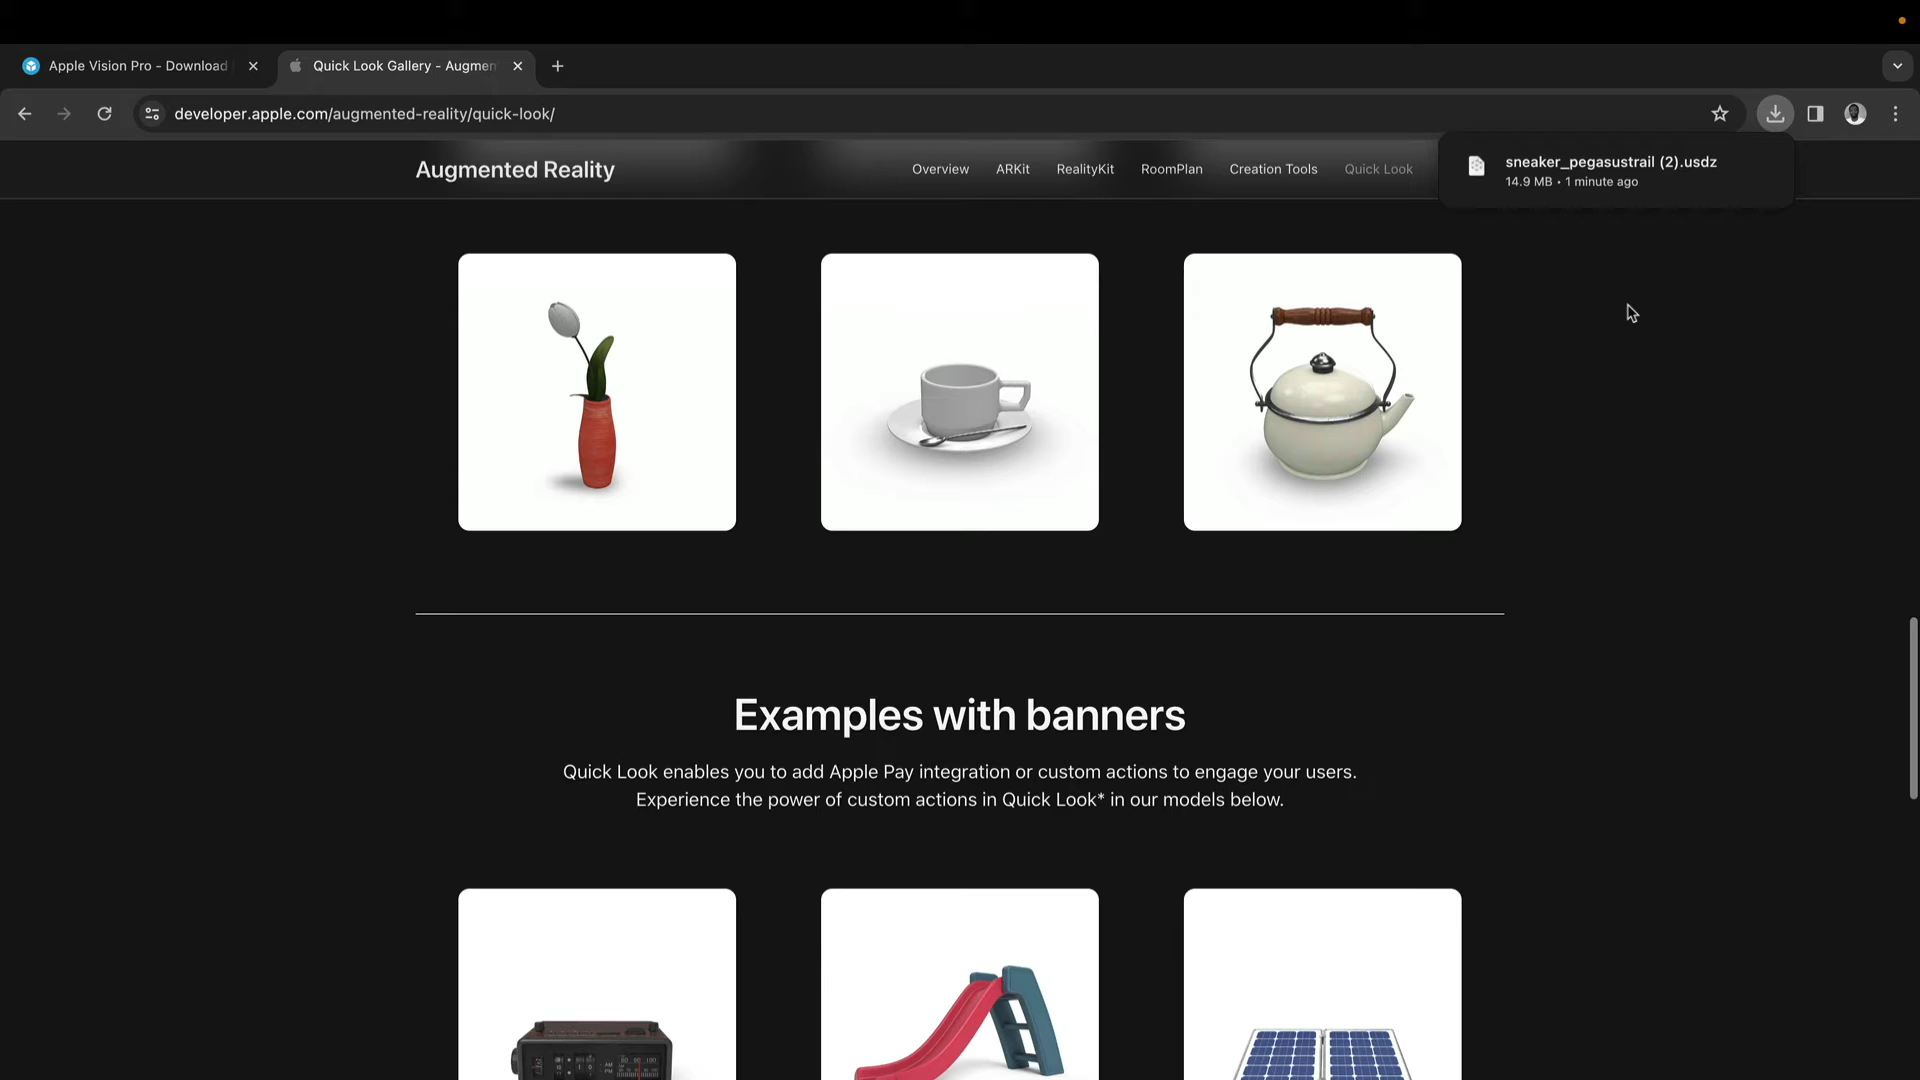 Apple Vision Pro - Download
Quick Look Gallery - Augmen
developer.apple.com/augmented-reality/quick-look/
Augmented Reality
Overview
ARKit
RealityKit
RoomPlan
Creation Tools
Quick Look
sneaker_pegasustrail (2).usdz
14.9 MB • 1 minute ago
Examples with banners
Quick Look enables you to add Apple Pay integration or custom actions to engage your users.
Experience the power of custom actions in Quick Look* in our models below.